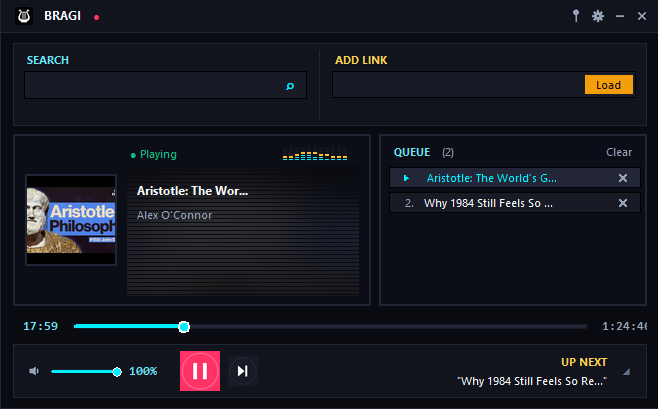 BRAGI
SEARCH
ADD LINK
Load
Playing
Aristotle: The Wor...
Alex O'Connor
Aristotle
Philosoph
QUEUE (2)
Clear
Aristotle: The World's G...
2. Why 1984 Still Feels So ...
17:59
1:24:46
100%
UP NEXT
"Why 1984 Still Feels So Re..."